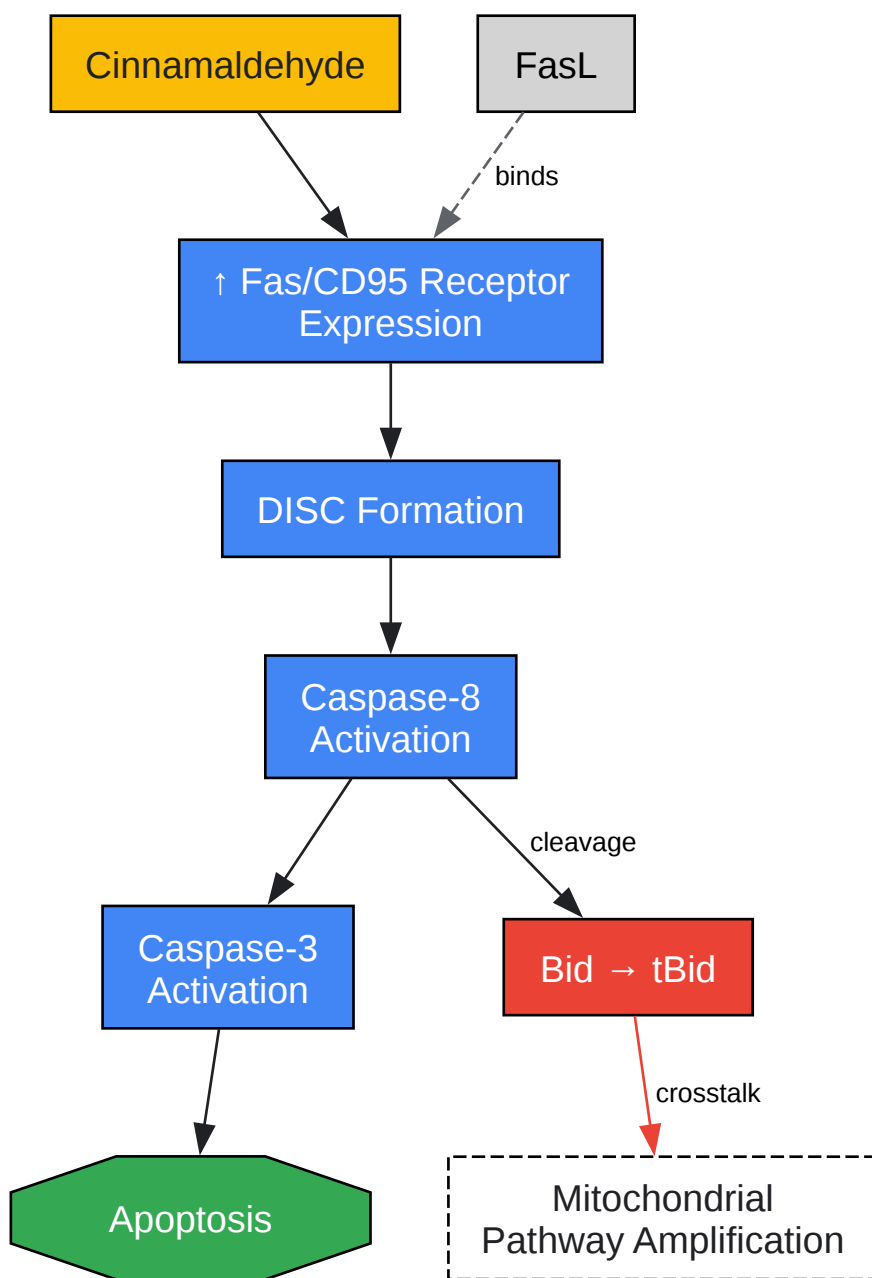 Cinnamaldehyde
FasL
binds
↑ Fas/CD95 Receptor
Expression
DISC Formation
Caspase-8
Activation
cleavage
Caspase-3
Activation
Bid → tBid
crosstalk
Apoptosis
Mitochondrial
Pathway Amplification